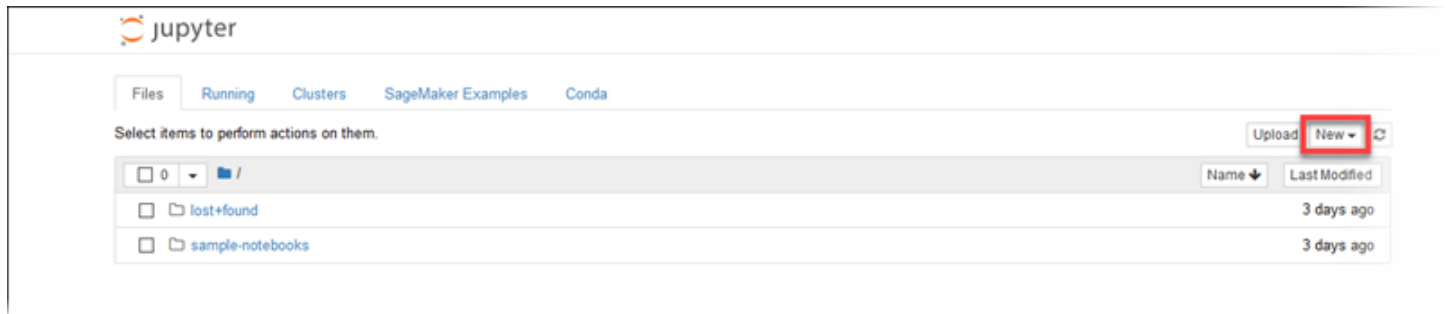 jupyter
Files Running Clusters SageMaker Examples Conda
Select items to perform actions on them. Upload New
0 / Name Last Modified
lost+found 3 days ago
sample-notebooks 3 days ago